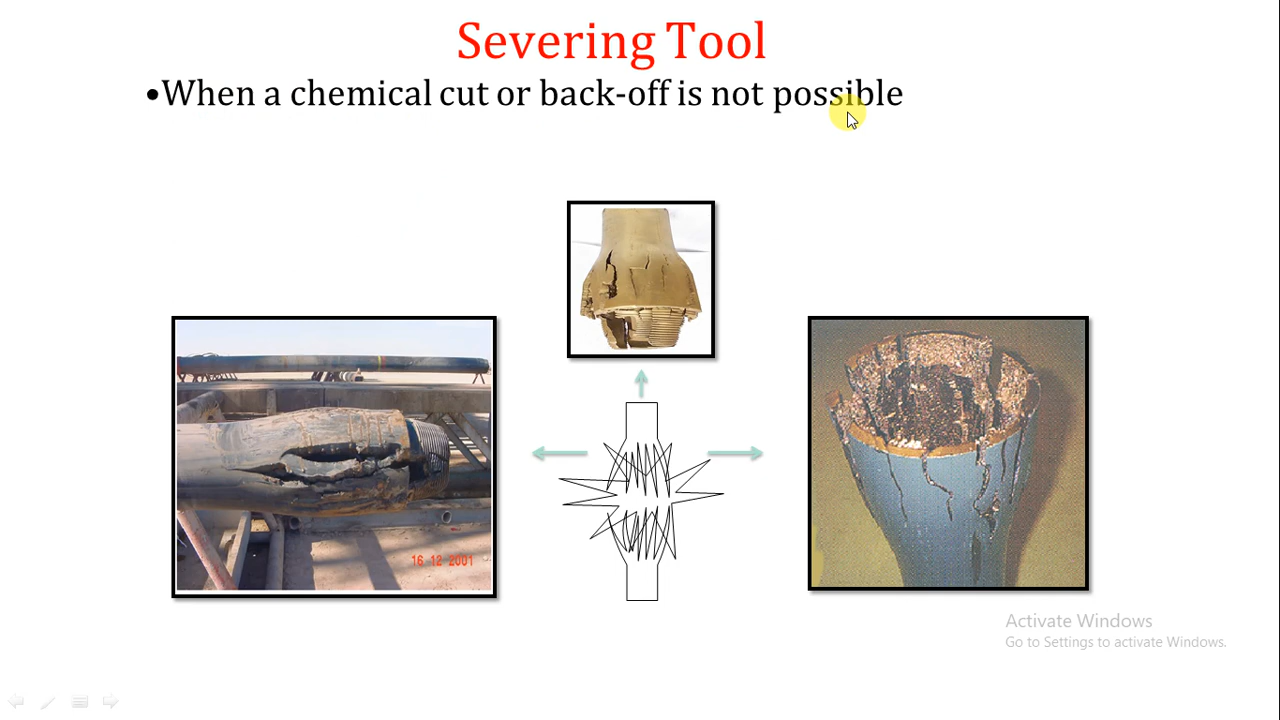 Severing Tool
•When a chemical cut or back-off is not possible
16 12 2001
Activate Windows
Go to Settings to activate Windows.